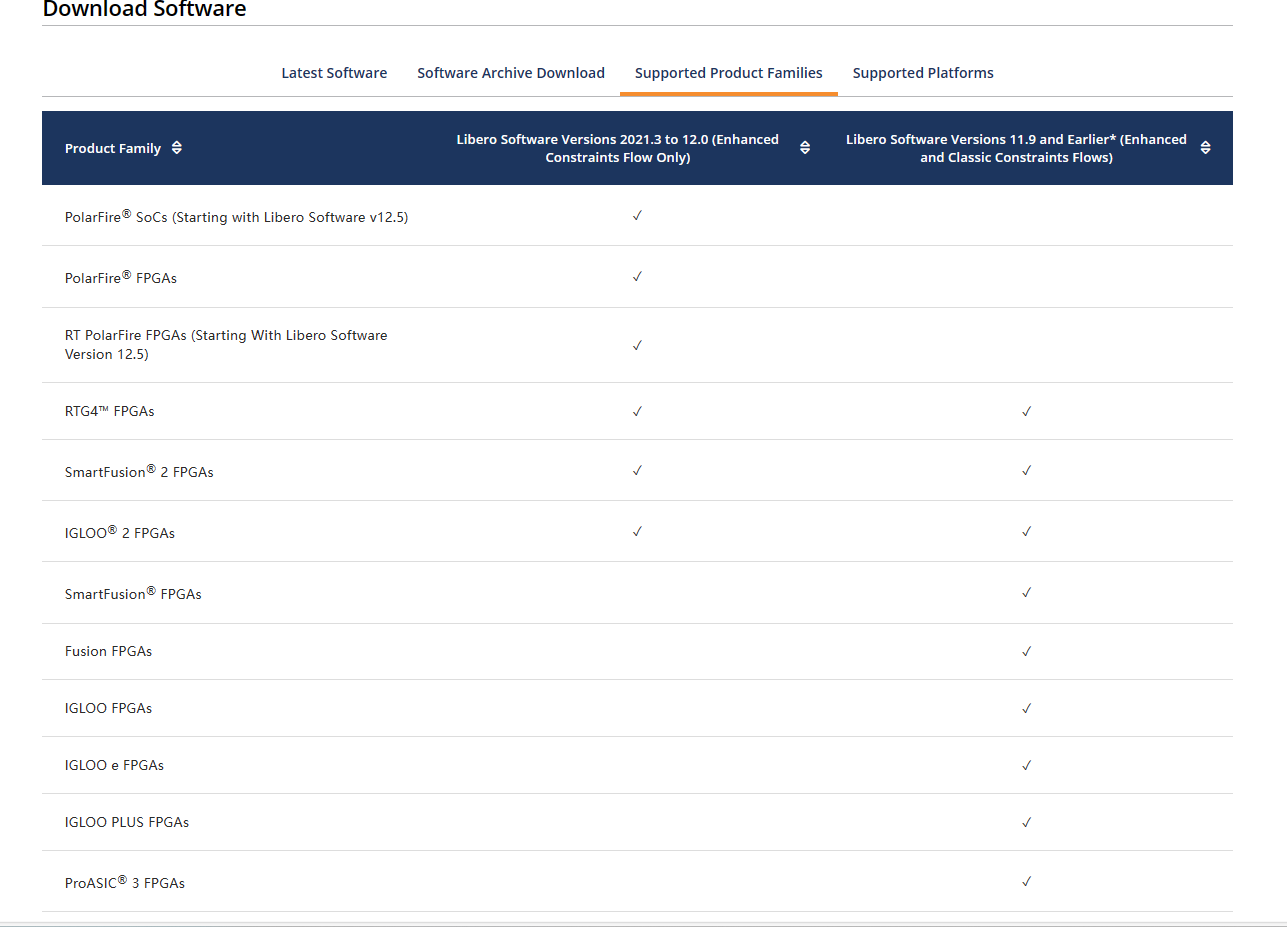 Download Software
Latest Software
Software Archive Download
Supported Product Families
Supported Platforms
Product Family
Libero Software Versions 2021.3 to 12.0 (Enhanced
Constraints Flow Only)
Libero Software Versions 11.9 and Earlier* (Enhanced
and Classic Constraints Flows)
PolarFire® SoCs (Starting with Libero Software v12.5) ✓
PolarFire® FPGAs ✓
RT PolarFire FPGAs (Starting With Libero Software
Version 12.5) ✓
RTG4™ FPGAs ✓ ✓
SmartFusion® 2 FPGAs ✓ ✓
IGLOO® 2 FPGAs ✓ ✓
SmartFusion® FPGAs ✓
Fusion FPGAs ✓
IGLOO FPGAs ✓
IGLOO e FPGAs ✓
IGLOO PLUS FPGAs ✓
ProASIC® 3 FPGAs ✓